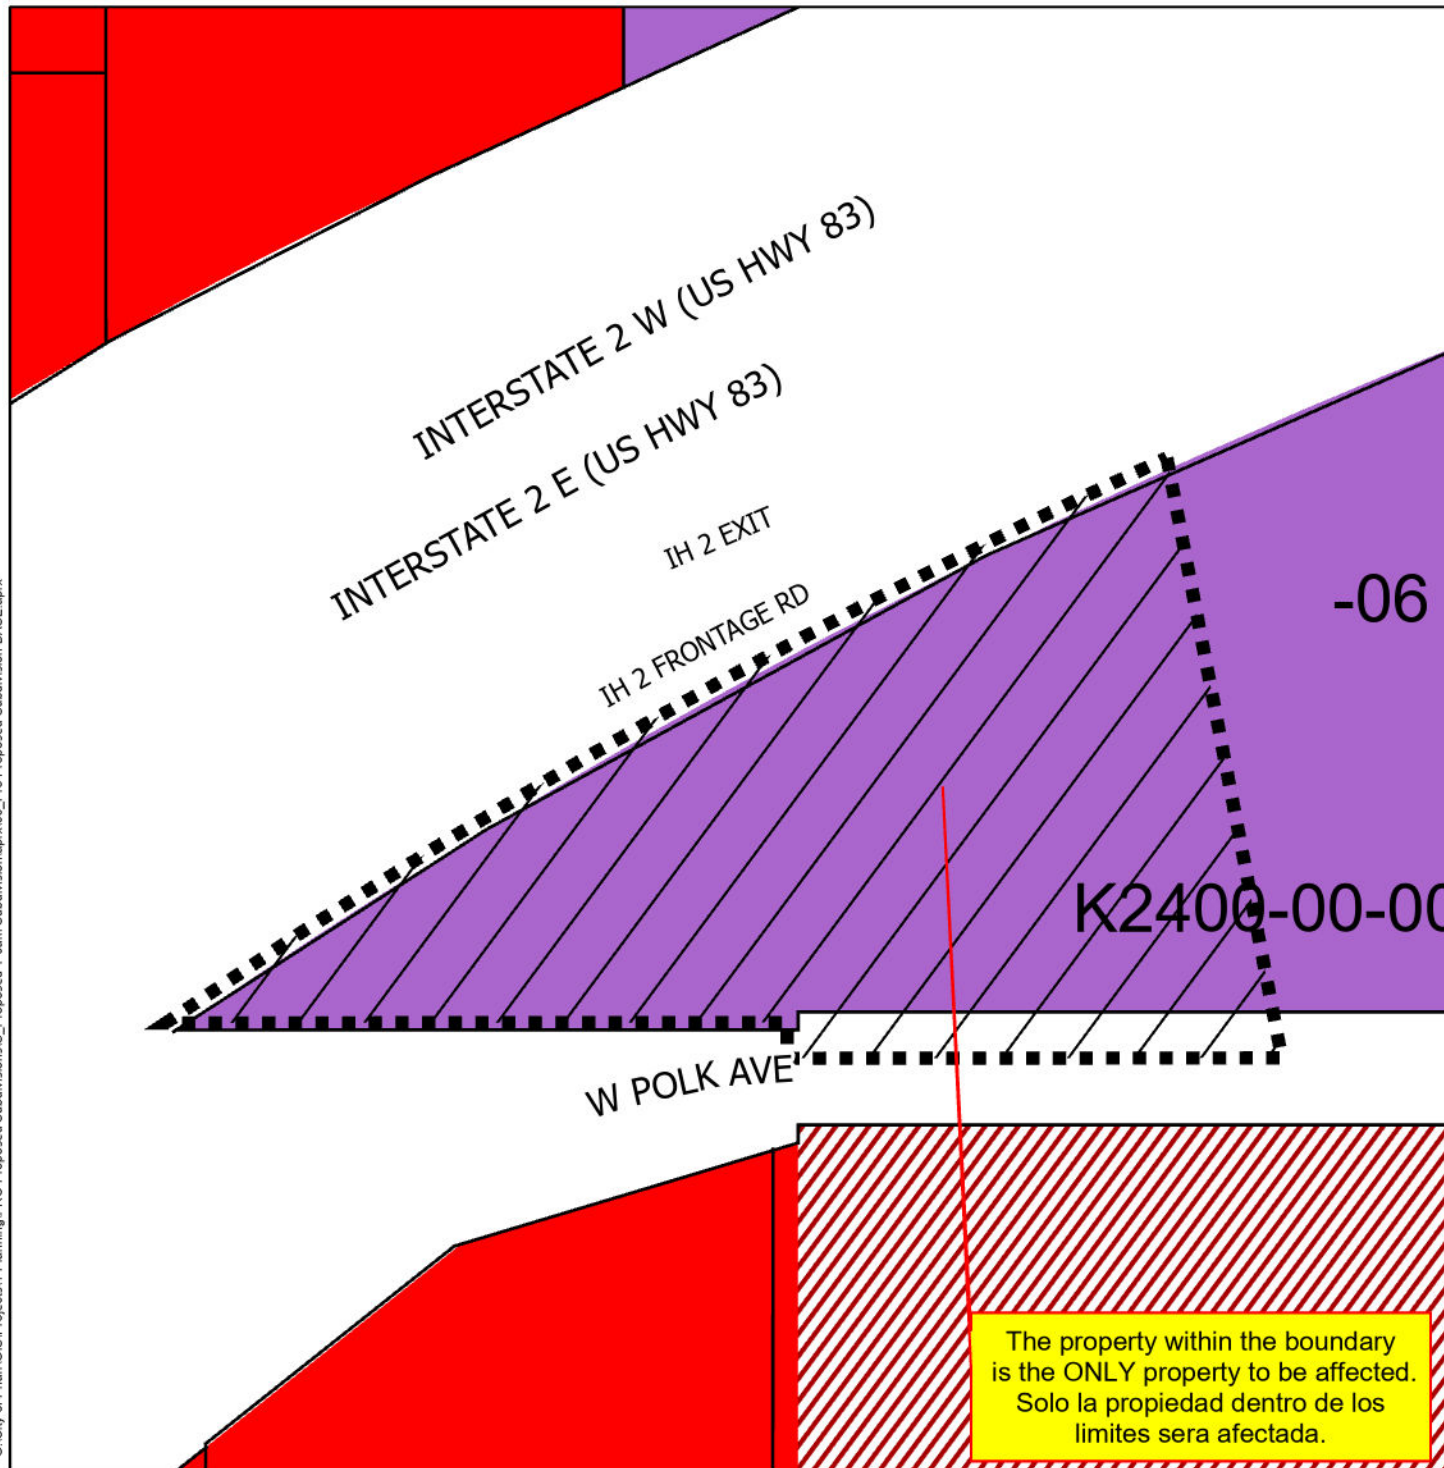 INTERSTATE 2 W (US HWY 83)
INTERSTATE 2 E (US HWY 83)
IH 2 EXIT
IH 2 FRONTAGE RD
-06
K2400-00-00
W POLK AVE
The property within the boundary
is the ONLY property to be affected.
Solo la propiedad dentro de los
limites sera afectada.